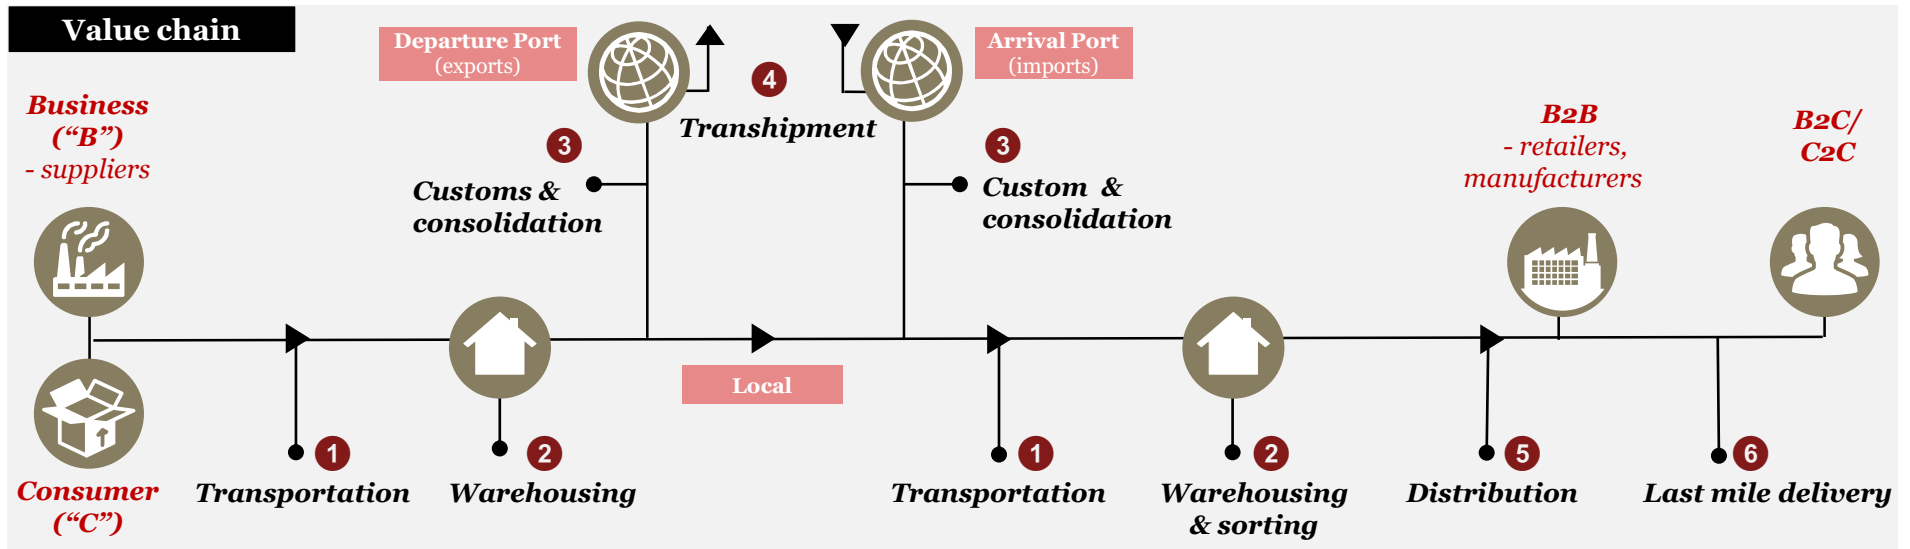 Value chain
Departure Port
(exports)
4
Transhipment
Arrival Port
(imports)
Business
(“B”)
- suppliers
3
Customs &
consolidation
3
Custom &
consolidation
B2B
- retailers,
manufacturers
B2C/
C2C
Local
Consumer
(“C”)
1
Transportation
2
Warehousing
1
Transportation
2
Warehousing
& sorting
5
Distribution
6
Last mile delivery